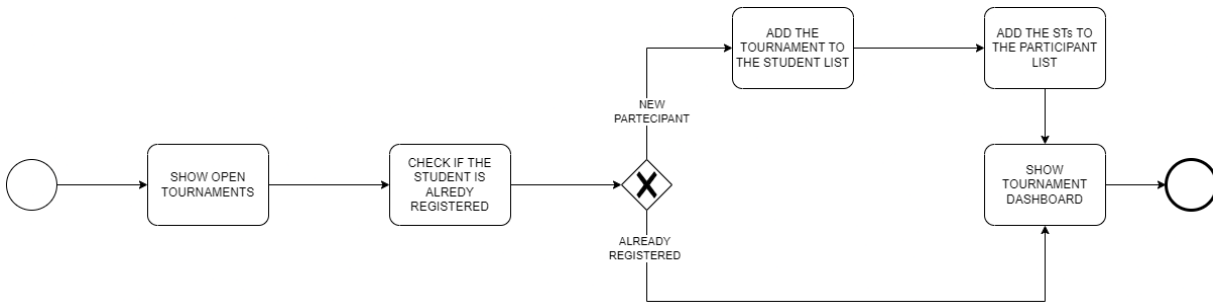 ADD THE
TOURNAMENT TO
THE STUDENT LIST
ADD THE STs TO
THE PARTICIPANT
LIST
NEW
PARTECIPANT
SHOW OPEN
TOURNAMENTS
CHECK IF THE
STUDENT IS
ALREDY
REGISTERED
SHOW
TOURNAMENT
DASHBOARD
ALREADY
REGISTERED